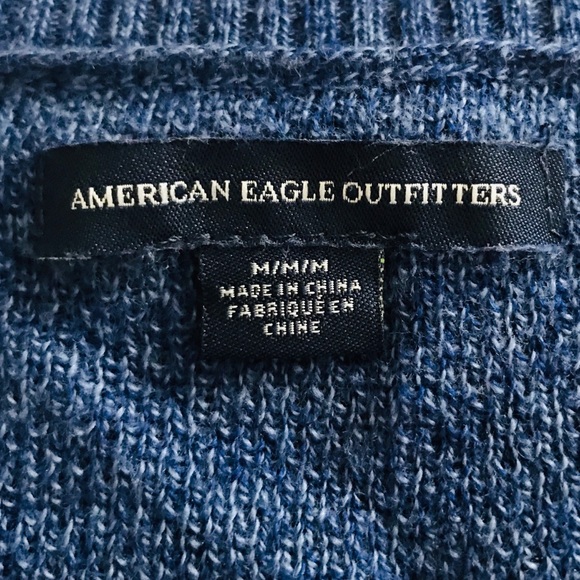 AMERICAN EAGLE OUTFITTERS
M/M/M
MADE IN CHINA
FABRIQUÉ EN
CHINE